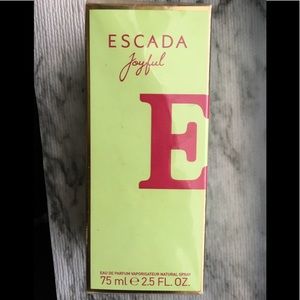 ESCADA
Joyful
E
EAU DE PARFUM VAPORISATEUR NATURAL SPRAY
75 ml ℮ 2.5 FL. OZ.